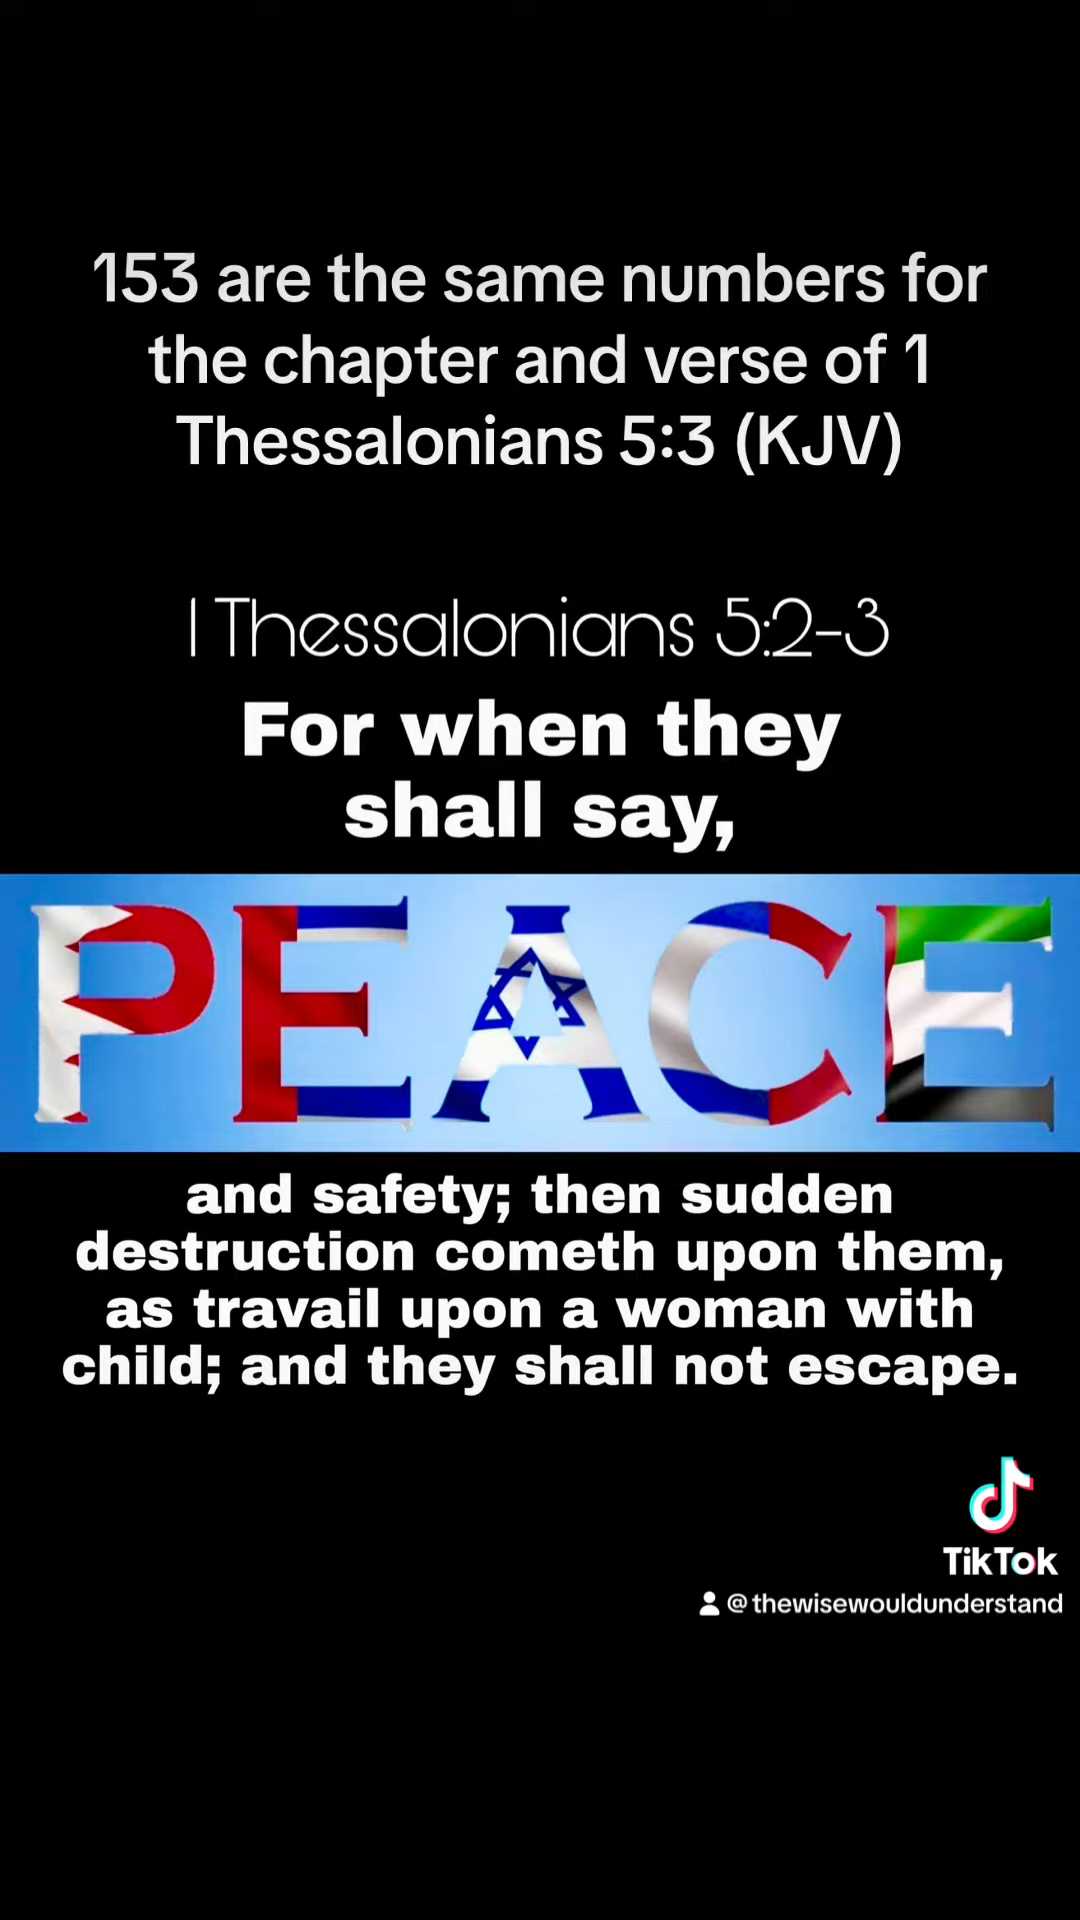 153 are the same numbers for
the chapter and verse of 1
Thessalonians 5:3 (KJV)
I Thessalonians 5:2-3
For when they
shall say,
PEACE
and safety; then sudden
destruction cometh upon them,
as travail upon a woman with
child; and they shall not escape.
TikTok
@thewisewouldunderstand